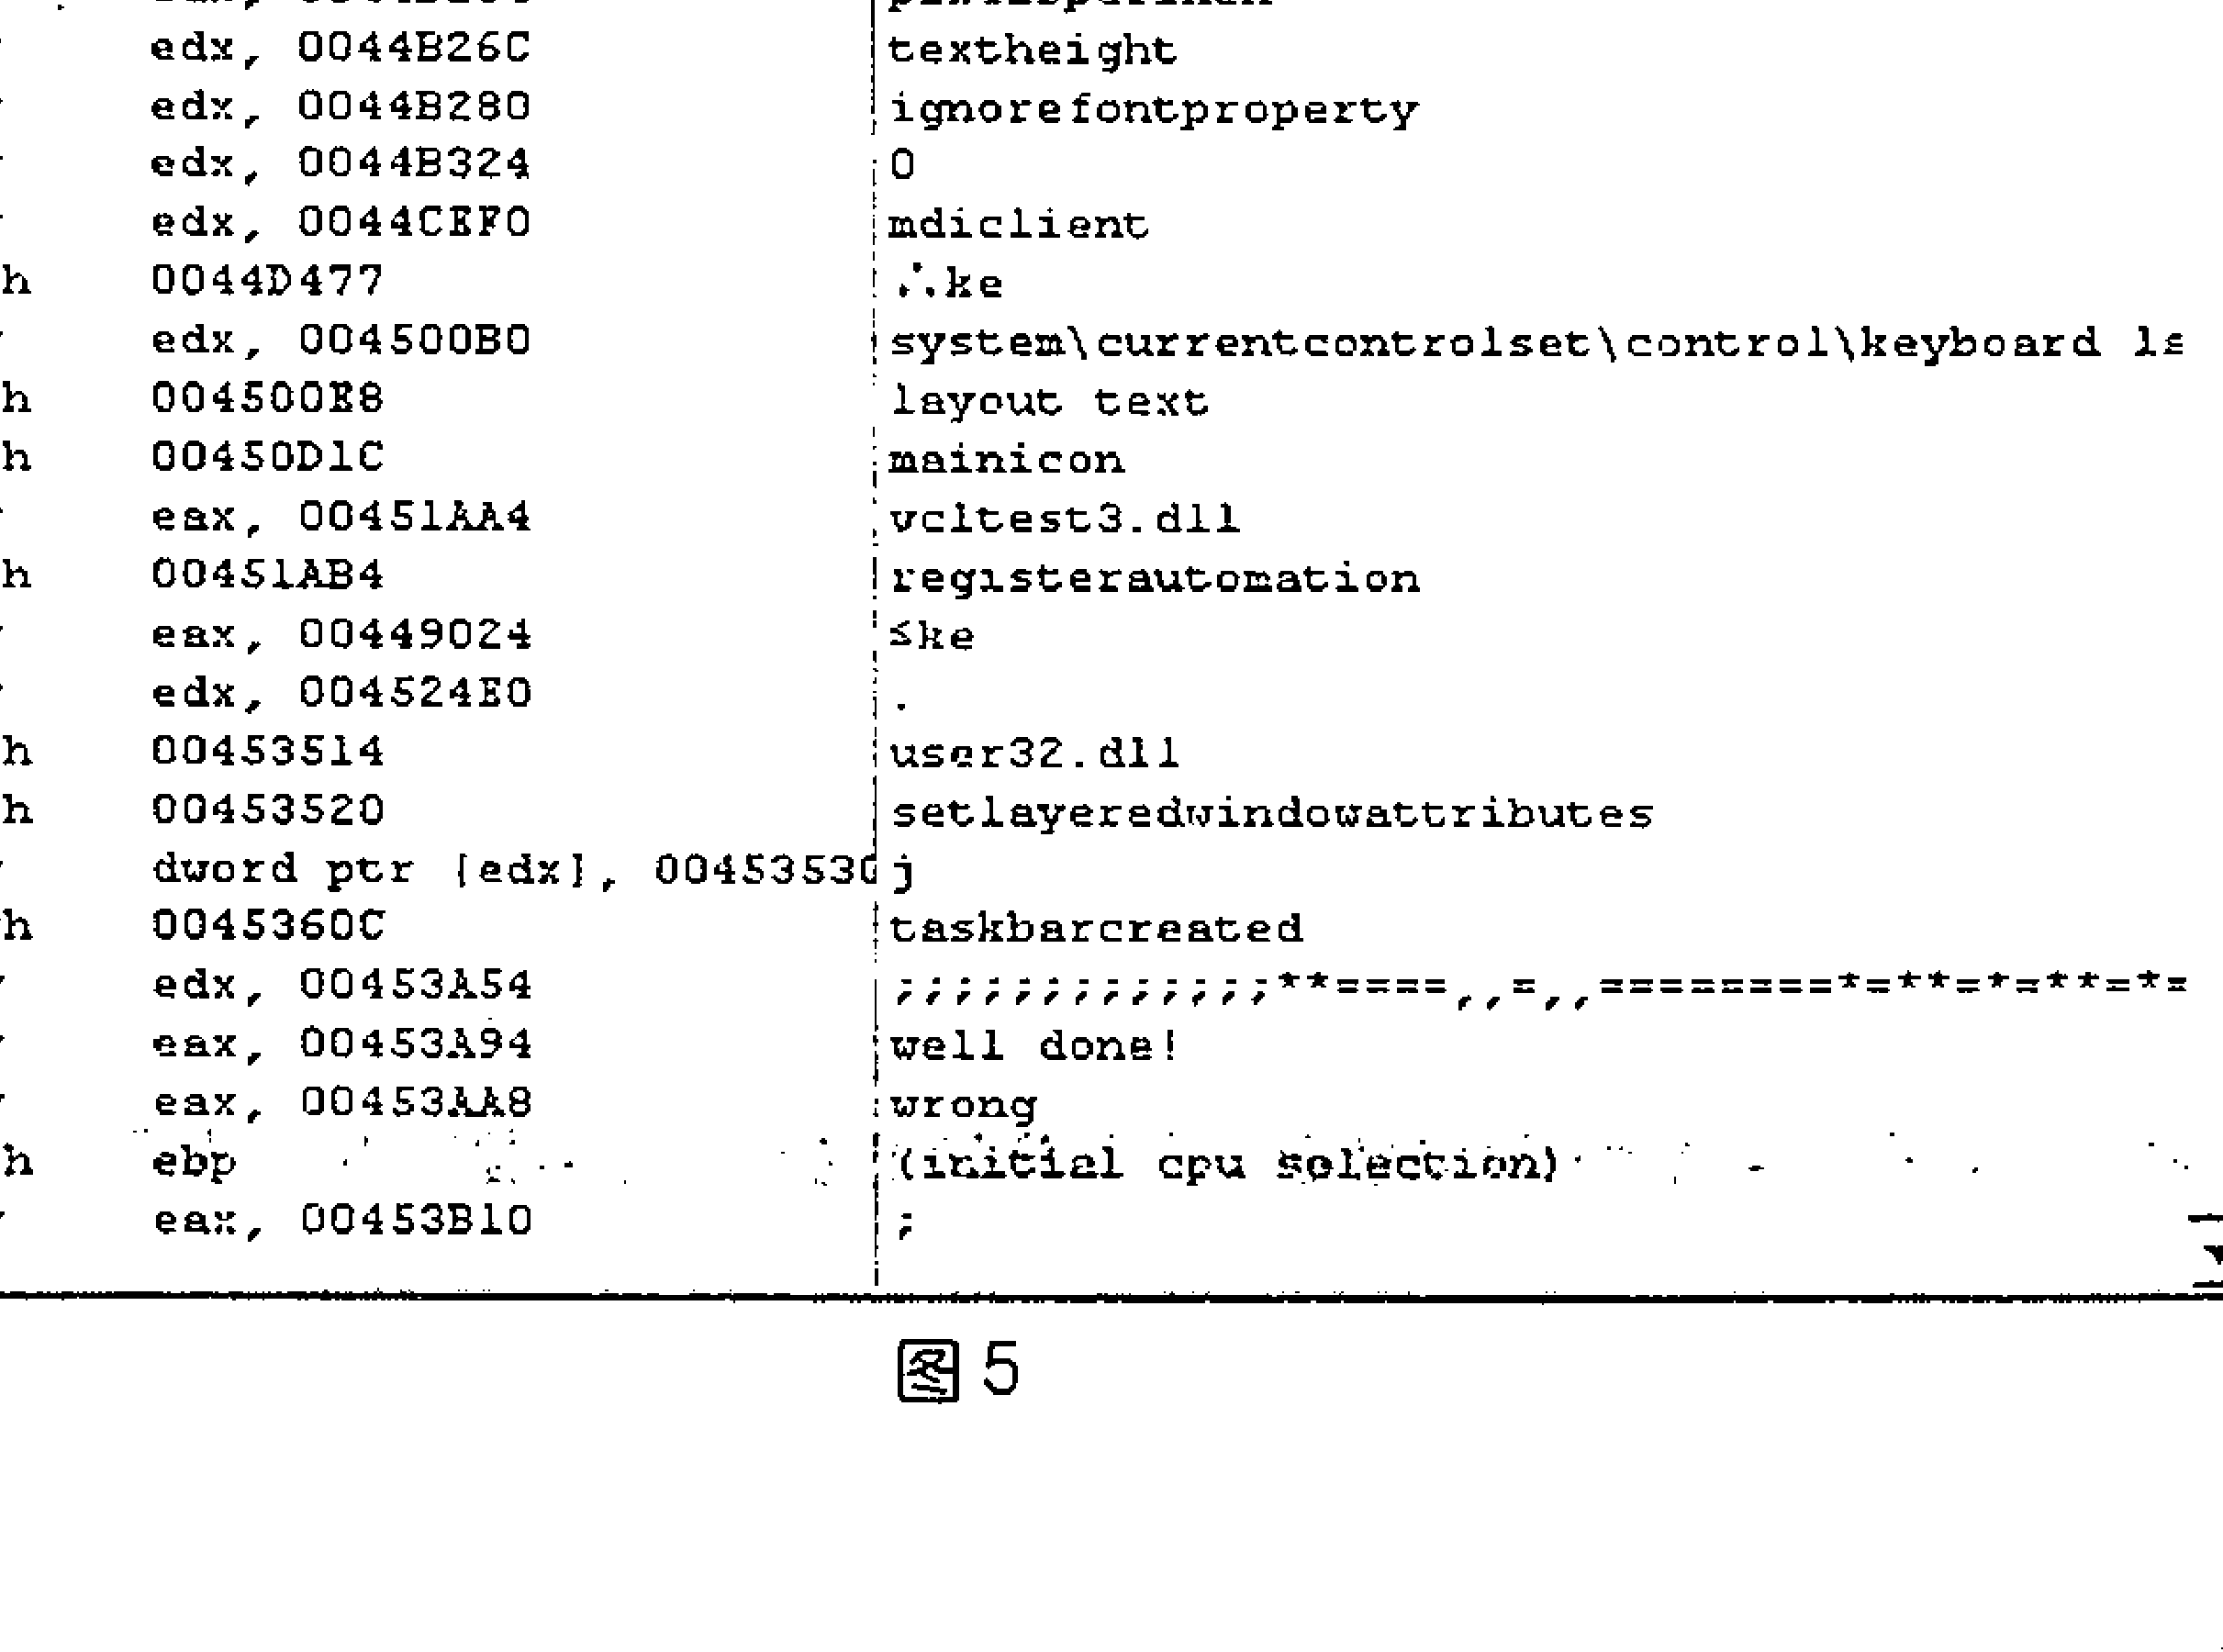 edx, 0044B26C textheight
edx, 0044B280 ignorefontproperty
edx, 0044B324 0
edx, 0044CEF0 mdiclient
h 0044D477 ∴ke
edx, 004500B0 system\currentcontrolset\control\keyboard la
h 004500E8 layout text
h 00450D1C mainicon
eax, 00451AA4 vcltest3.dll
h 00451AB4 registerautomation
eax, 00449024 ≤ke
edx, 004524E0 .
h 00453514 user32.dll
h 00453520 setlayeredwindowattributes
dword ptr [edx], 00453530 j
h 0045360C taskbarcreated
edx, 00453A54 ;;;;;;;;;;;;;**====,,=,,========*=**=*=**=*=
eax, 00453A94 well done!
eax, 00453AA8 wrong
h ebp (initial cpu selection)
eax, 00453B10 ;
图5